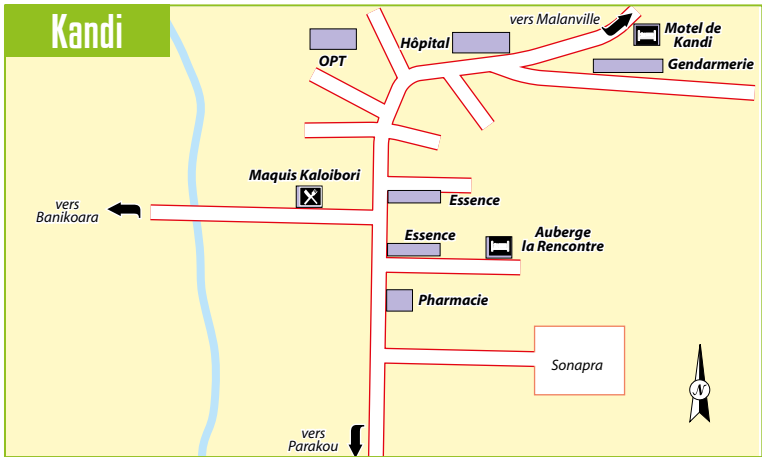 Kandi
vers Malanville
Motel de
Kandi
Hôpital
OPT
Gendarmerie
Maquis Kaloibori
vers
Banikoara
Essence
Essence
Auberge
la Rencontre
Pharmacie
Sonapra
N
vers
Parakou